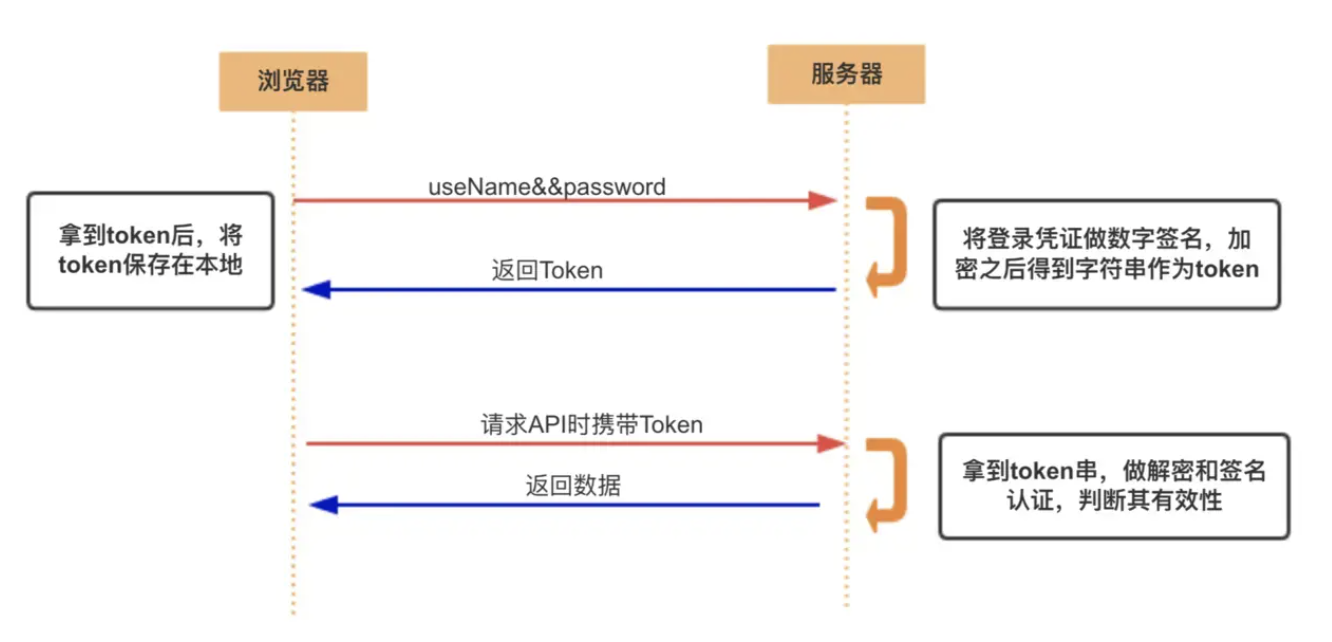 浏览器
服务器
useName&&password
拿到token后，将
token保存在本地
将登录凭证做数字签名，加
密之后得到字符串作为token
返回Token
请求API时携带Token
返回数据
拿到token串，做解密和签名
认证，判断其有效性